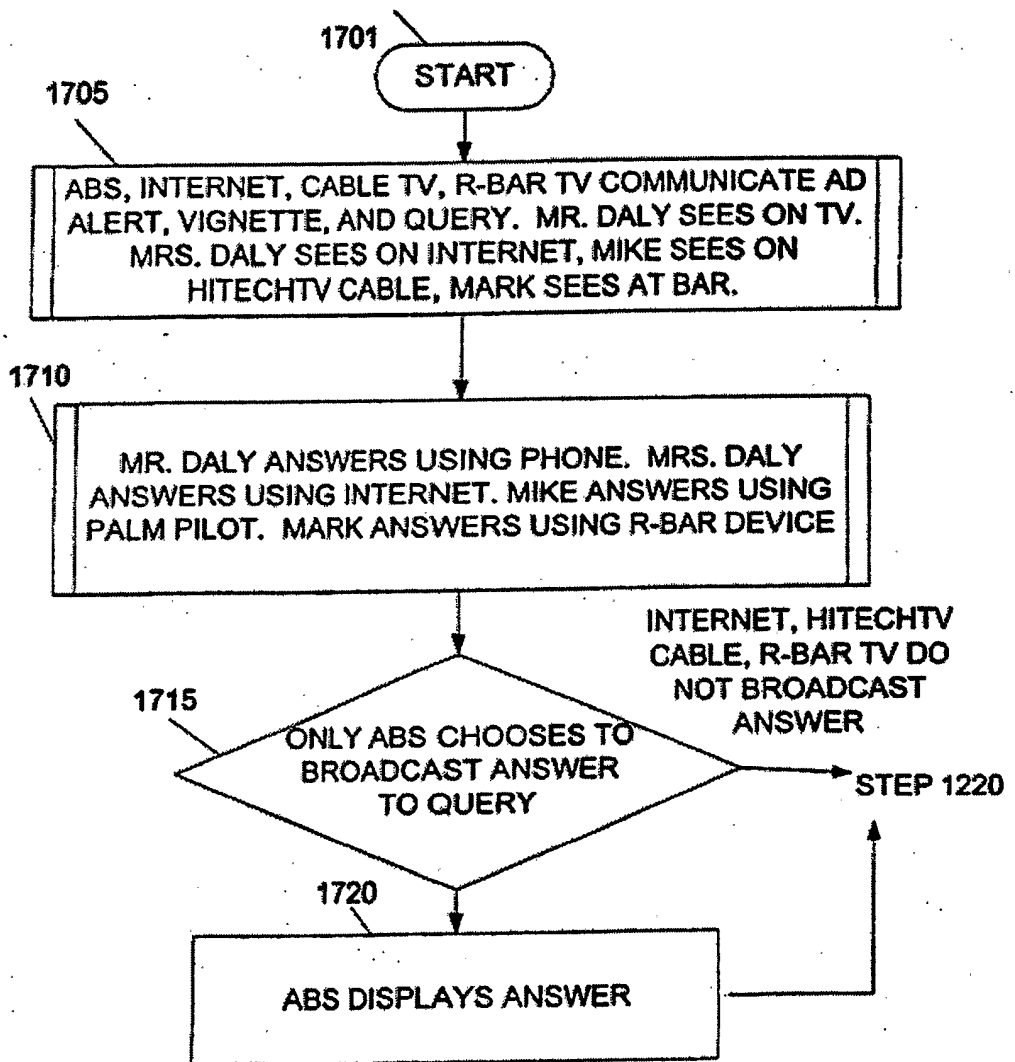 1701
START
1705
ABS, INTERNET, CABLE TV, R-BAR TV COMMUNICATE AD
ALERT, VIGNETTE, AND QUERY. MR. DALY SEES ON TV.
MRS. DALY SEES ON INTERNET, MIKE SEES ON
HITECHTV CABLE, MARK SEES AT BAR.
1710
MR. DALY ANSWERS USING PHONE. MRS. DALY
ANSWERS USING INTERNET. MIKE ANSWERS USING
PALM PILOT. MARK ANSWERS USING R-BAR DEVICE
INTERNET, HITECHTV
CABLE, R-BAR TV DO
NOT BROADCAST
ANSWER
1715
ONLY ABS CHOOSES TO
BROADCAST ANSWER
TO QUERY
STEP 1220
1720
ABS DISPLAYS ANSWER